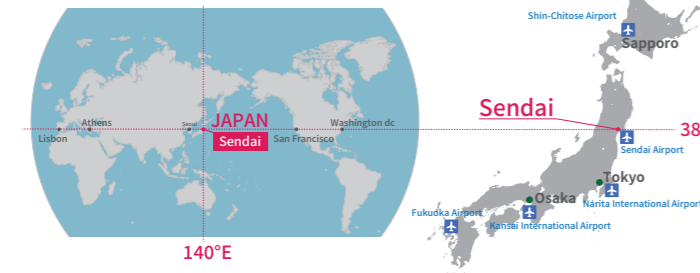 Athens
Lisbon
Seoul
JAPAN
Sendai
San Francisco
Washington dc
140°E
Shin-Chitose Airport
Sapporo
Sendai
38
Sendai Airport
Tokyo
Narita International Airport
Osaka
Fukuoka Airport
Kansai International Airport